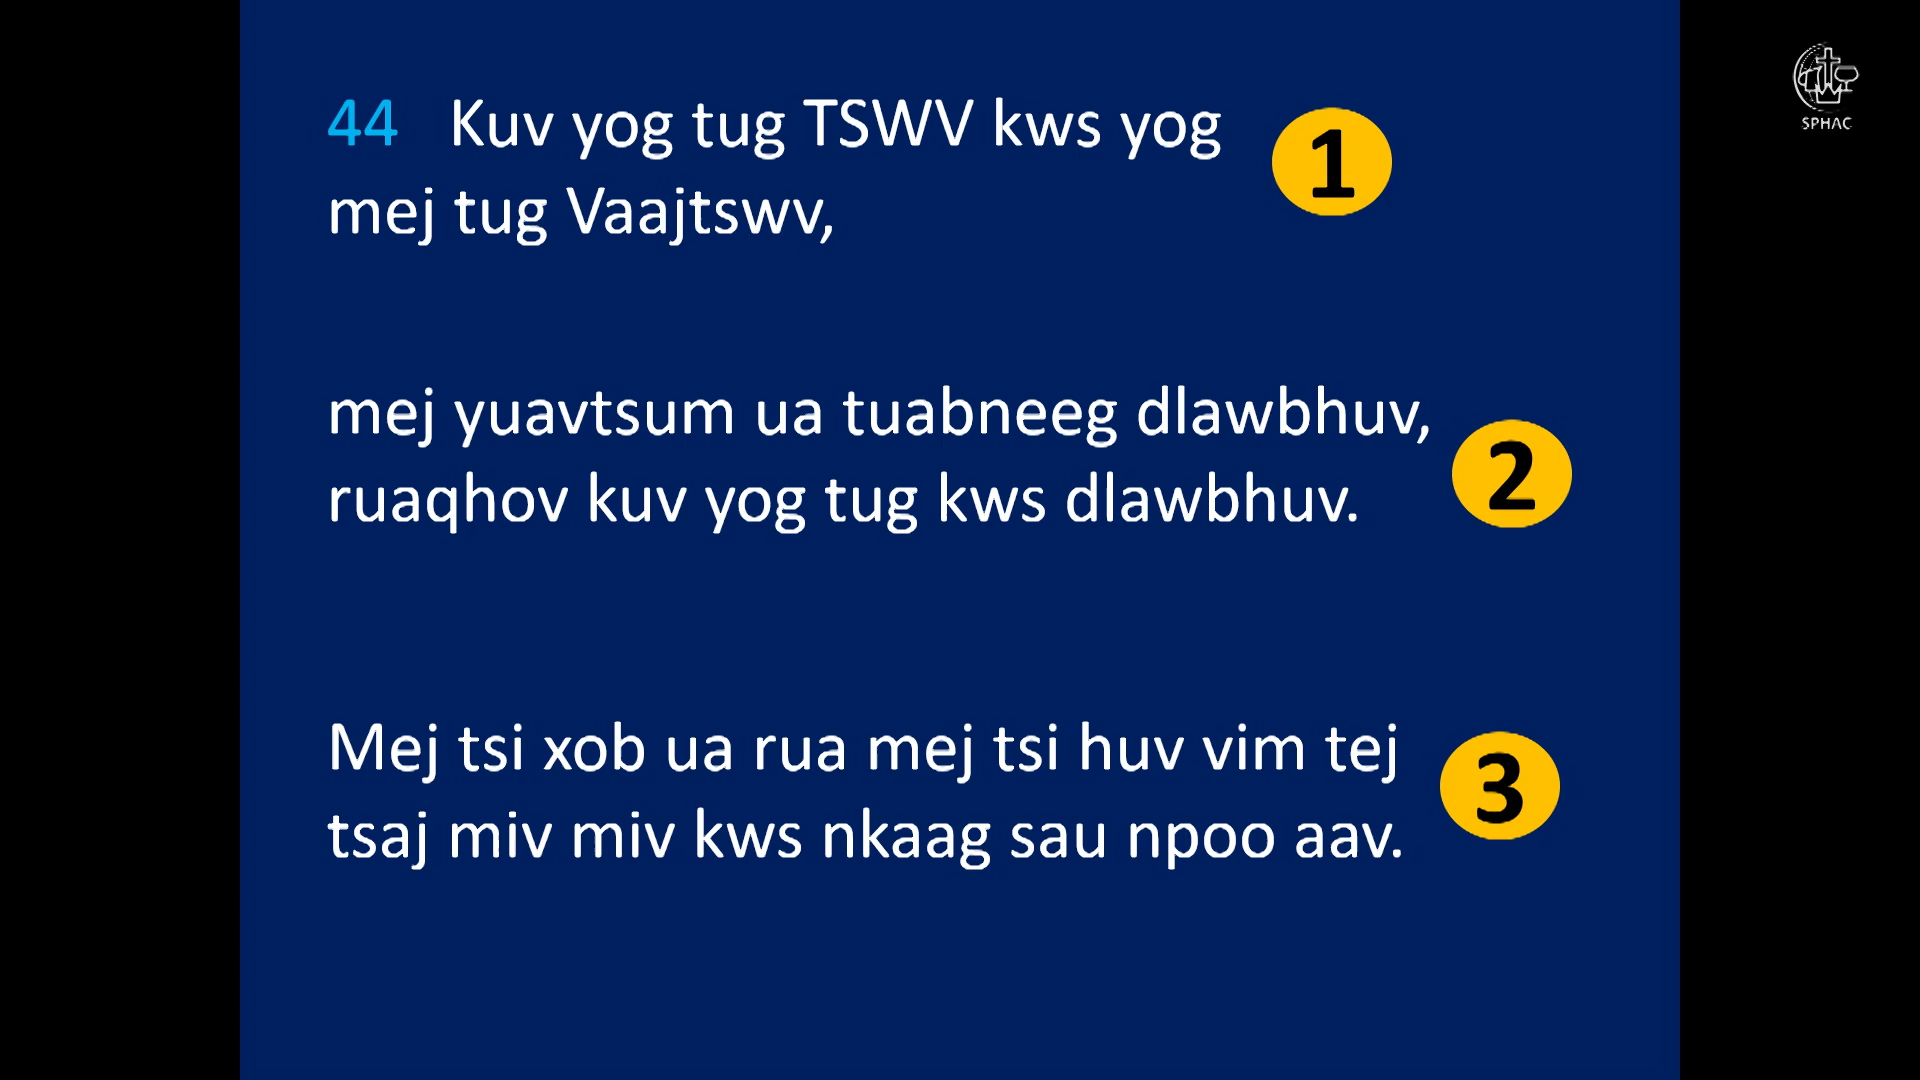 44 Kuv yog tug TSWV kws yog
mej tug Vaajtswv,
1
mej yuavtsum ua tuabneeg dlawbhuv,
ruaqhov kuv yog tug kws dlawbhuv.
2
Mej tsi xob ua rua mej tsi huv vim tej
tsaj miv miv kws nkaag sau npoo aav.
3
SPHAC